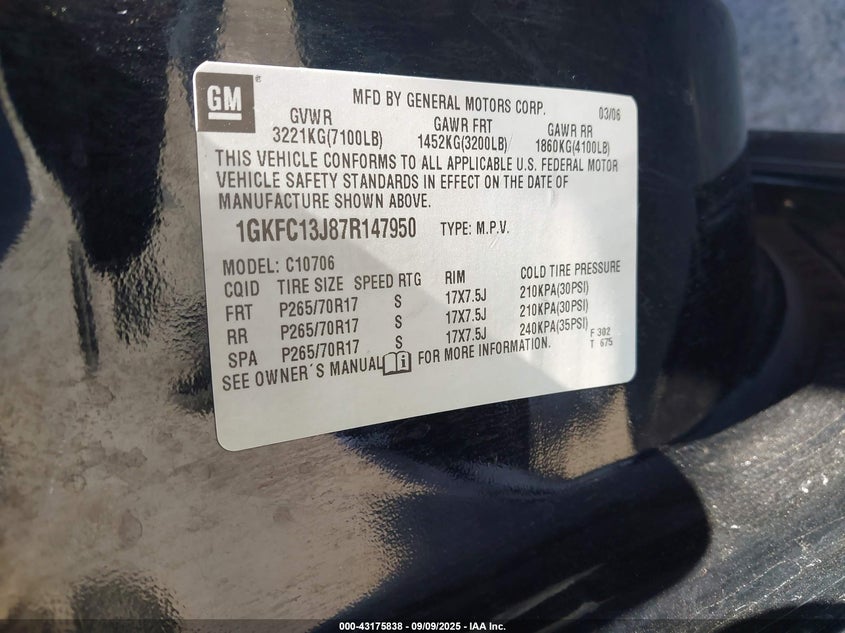 GM
®
MFD BY GENERAL MOTORS CORP. 03/06
GVWR GAWR FRT GAWR RR
3221KG(7100LB) 1452KG(3200LB) 1860KG(4100LB)
THIS VEHICLE CONFORMS TO ALL APPLICABLE U.S. FEDERAL MOTOR
VEHICLE SAFETY STANDARDS IN EFFECT ON THE DATE OF
MANUFACTURE SHOWN ABOVE.
1GKFC13J87R147950 TYPE: M.P.V.
MODEL: C10706
CQID TIRE SIZE SPEED RTG RIM COLD TIRE PRESSURE
FRT P265/70R17 S 17X7.5J 210KPA(30PSI)
RR P265/70R17 S 17X7.5J 210KPA(30PSI)
SPA P265/70R17 S 17X7.5J 240KPA(35PSI)
SEE OWNER´S MANUAL i FOR MORE INFORMATION.
F 302
T 675
000-43175838 - 09/09/2025 - IAA Inc.